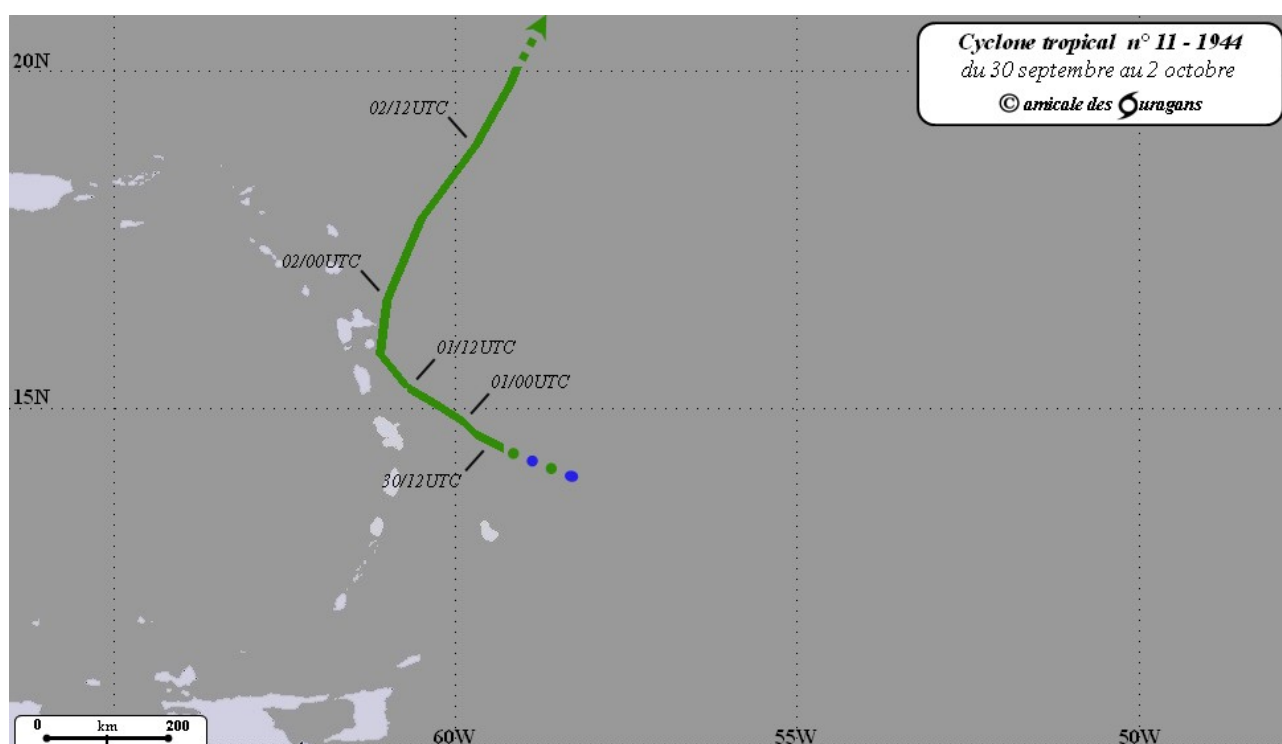 Cyclone tropical n° 11 - 1944
du 30 septembre au 2 octobre
© amicale des Ouragans
20N
02/12UTC
02/00UTC
01/12UTC
01/00UTC
15N
30/12UTC
0 km 200
60W
55W
50W